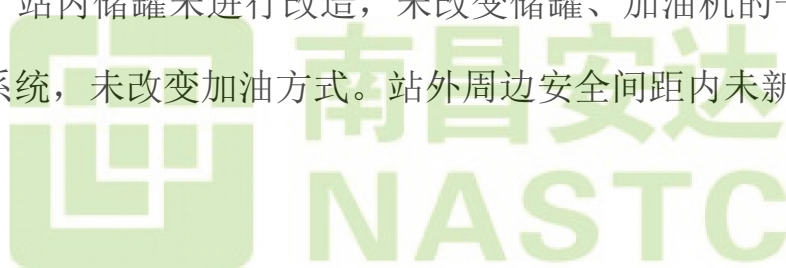 站内储罐未进行改造，未改变储罐、加油机的
系统，未改变加油方式。站外周边安全间距内未新
南昌安达
NASTC